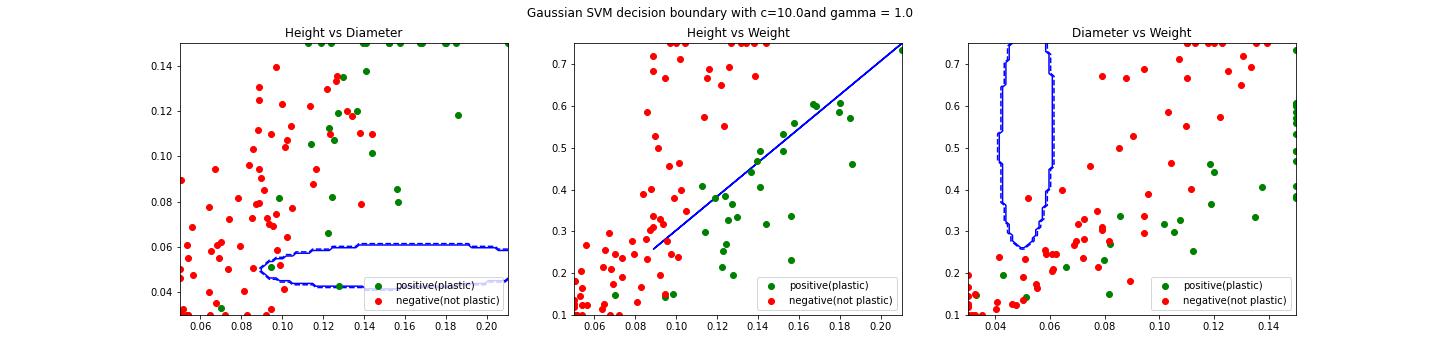 Gaussian SVM decision boundary with c=10.0and gamma = 1.0
Height vs Diameter
0.14
0.12
0.10
0.08
0.06
0.04
0.06 0.08 0.10 0.12 0.14 0.16 0.18 0.20
positive(plastic)
negative(not plastic)
Height vs Weight
0.7
0.6
0.5
0.4
0.3
0.2
0.1
0.06 0.08 0.10 0.12 0.14 0.16 0.18 0.20
positive(plastic)
negative(not plastic)
Diameter vs Weight
0.7
0.6
0.5
0.4
0.3
0.2
0.1
0.04 0.06 0.08 0.10 0.12 0.14
positive(plastic)
negative(not plastic)